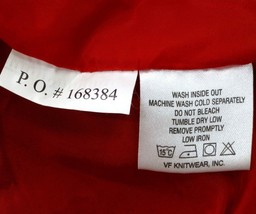 P.O. # 168384
WASH INSIDE OUT
MACHINE WASH COLD SEPARATELY
DO NOT BLEACH
TUMBLE DRY LOW
REMOVE PROMPTLY
LOW IRON
15°C
VF KNITWEAR, INC.